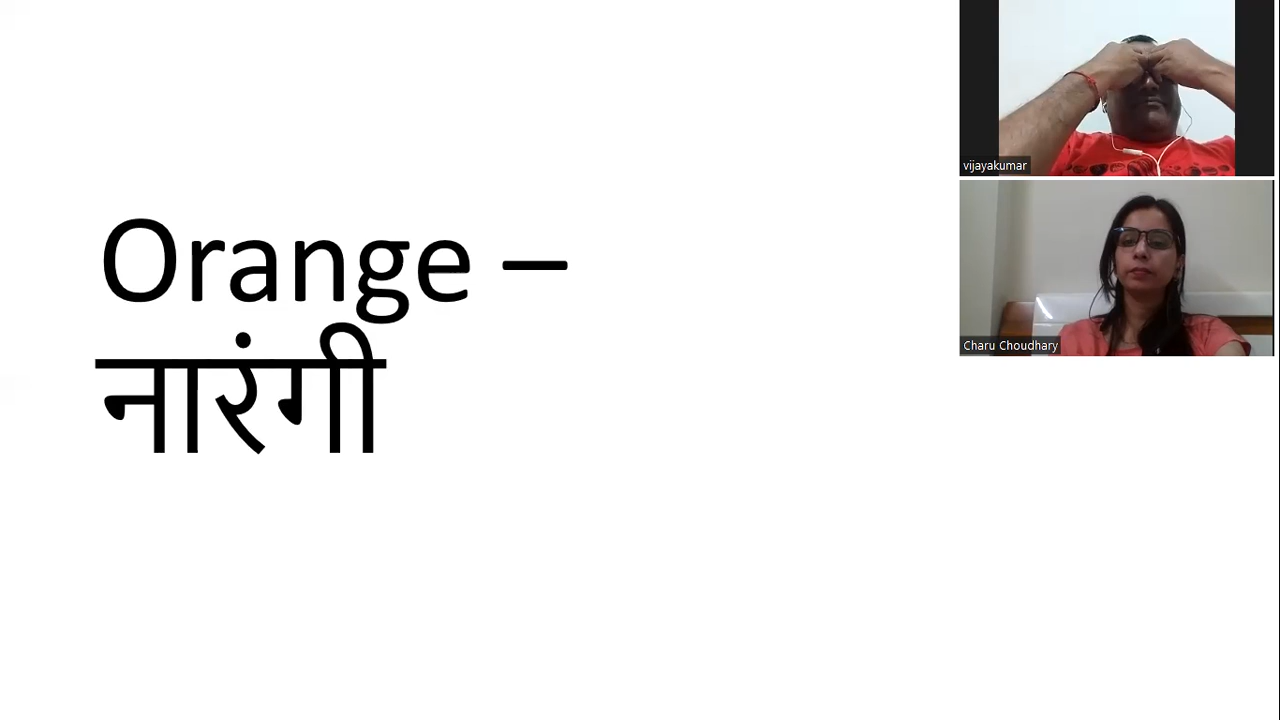 Orange –
नारंगी
vijayakumar
Charu Choudhary